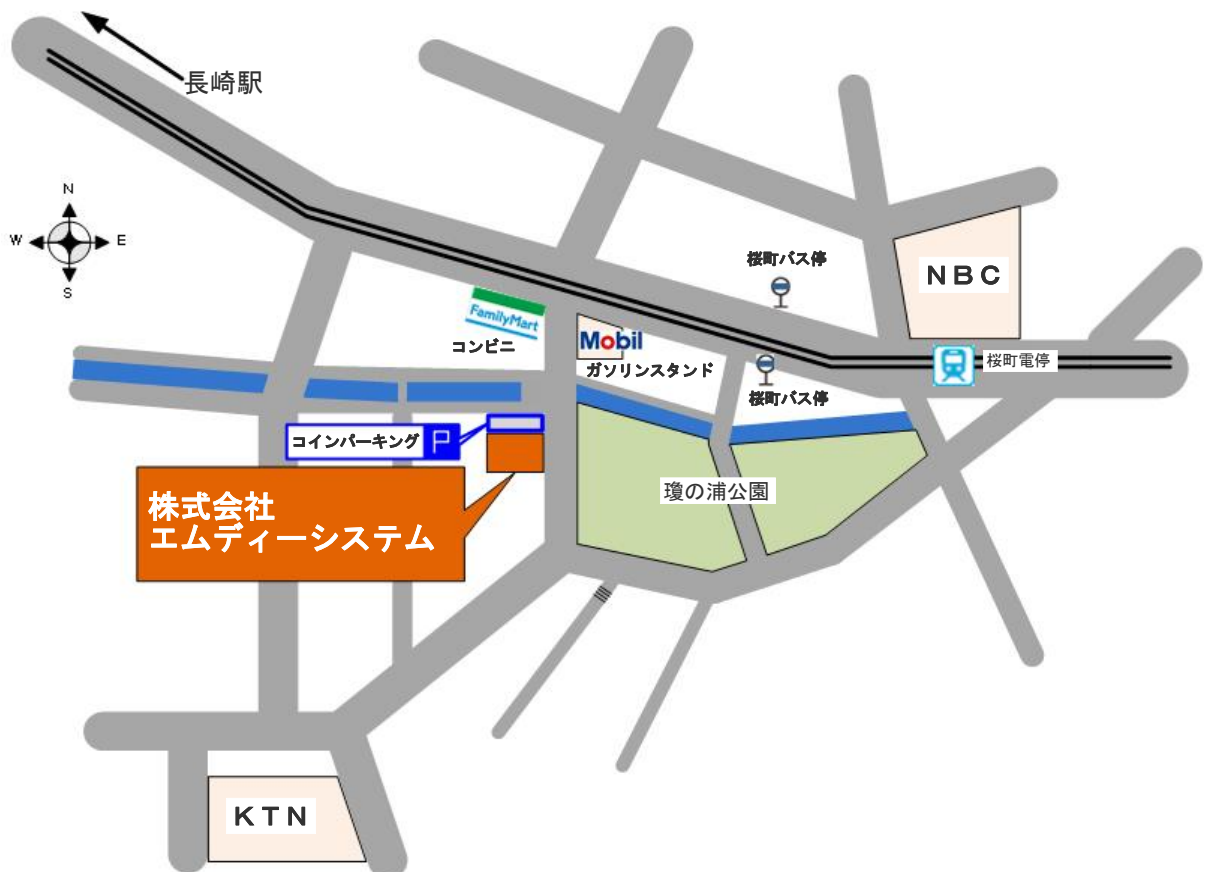 長崎駅
N
W
E
S
桜町バス停
NBC
FamilyMart
コンビニ
Mobil
ガソリンスタンド
桜町電停
桜町バス停
コインパーキング
P
株式会社
エムディーシステム
瓊の浦公園
KTN